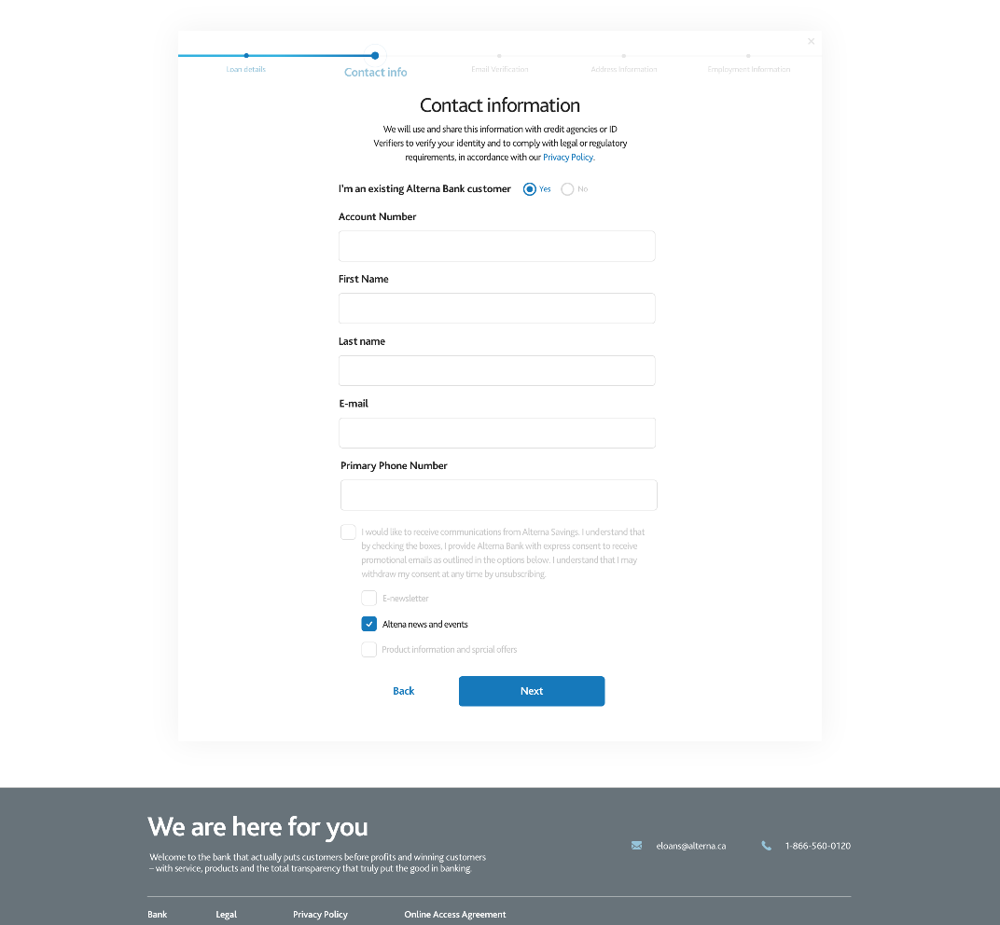 Loan details
Contact info
Email Verification
Address Information
Employment Information
Contact information
We will use and share this information with credit agencies or ID
Verifiers to verify your identity and to comply with legal or regulatory
requirements, in accordance with our Privacy Policy.
I'm an existing Alterna Bank customer Yes No
Account Number
First Name
Last name
E-mail
Primary Phone Number
I would like to receive communications from Alterna Savings. I understand that
by checking the boxes, I provide Alterna Bank with express consent to receive
promotional emails as outlined in the options below. I understand that I may
withdraw my consent at any time by unsubscribing.
E-newsletter
Altena news and events
Product information and sprcial offers
Back
Next
We are here for you
Welcome to the bank that actually puts customers before profits and winning customers
– with service, products and the total transparency that truly put the good in banking.
eloans@alterna.ca
1-866-560-0120
Bank
Legal
Privacy Policy
Online Access Agreement